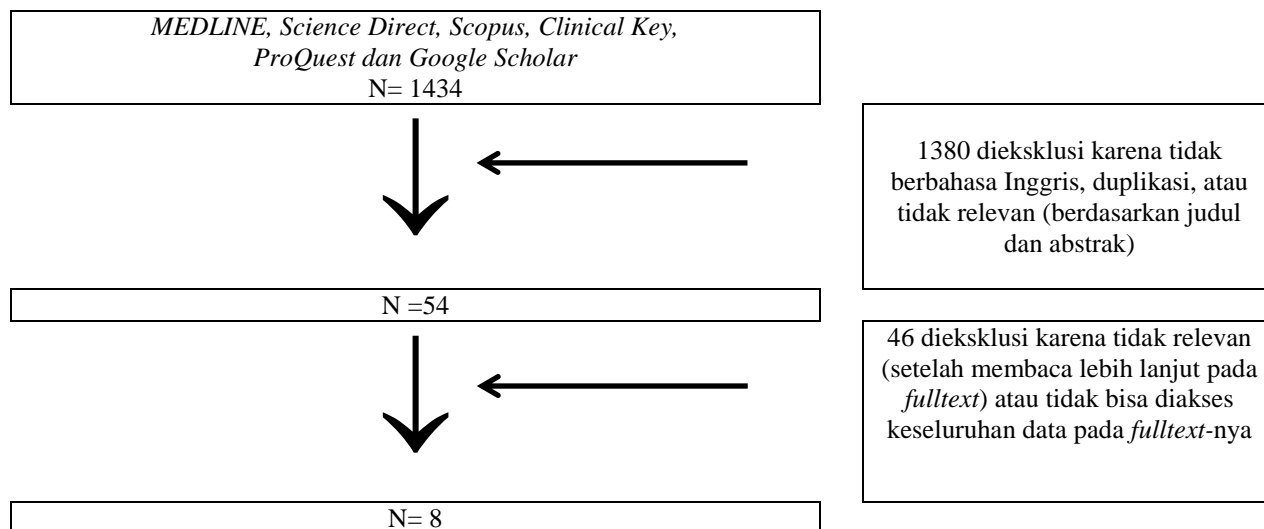 MEDLINE, Science Direct, Scopus, Clinical Key,
ProQuest dan Google Scholar
N= 1434
1380 dieksklusi karena tidak
berbahasa Inggris, duplikasi, atau
tidak relevan (berdasarkan judul
dan abstrak)
N =54
46 dieksklusi karena tidak relevan
(setelah membaca lebih lanjut pada
fulltext) atau tidak bisa diakses
keseluruhan data pada fulltext-nya
N= 8